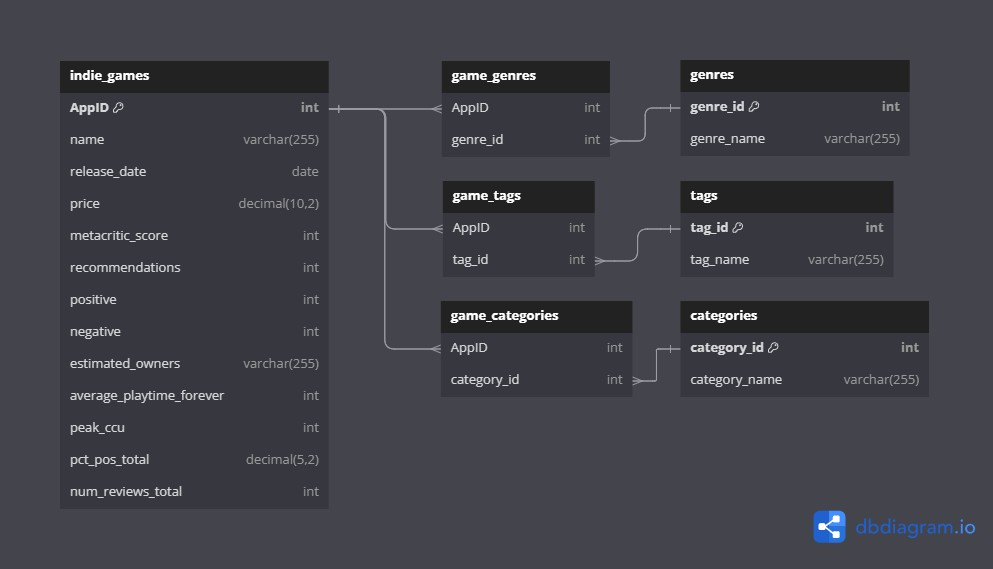 indie_games
AppID int
name varchar(255)
release_date date
price decimal(10,2)
metacritic_score int
recommendations int
positive int
negative int
estimated_owners varchar(255)
average_playtime_forever int
peak_ccu int
pct_pos_total decimal(5,2)
num_reviews_total int
game_genres
AppID int
genre_id int
genres
genre_id int
genre_name varchar(255)
game_tags
AppID int
tag_id int
tags
tag_id int
tag_name varchar(255)
game_categories
AppID int
category_id int
categories
category_id int
category_name varchar(255)
dbdiagram.io